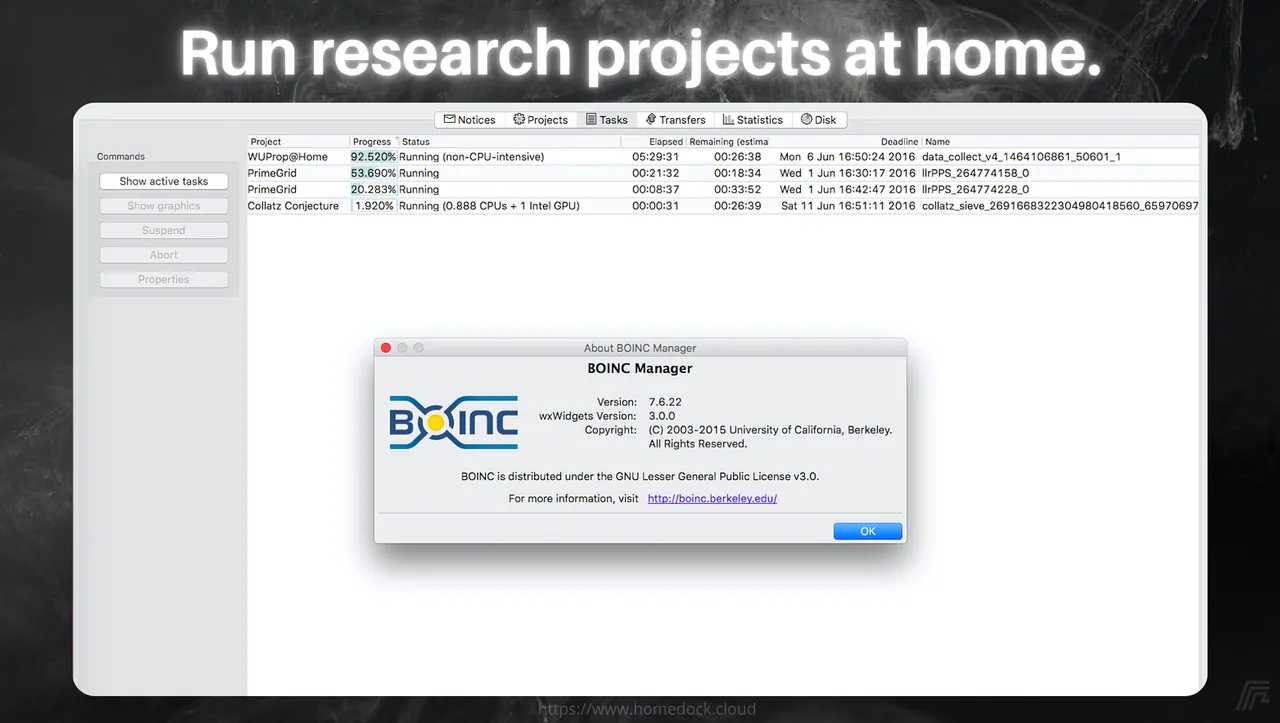 Run research projects at home.
Notices Projects Tasks Transfers Statistics Disk
Commands
Show active tasks
Show graphics
Suspend
Abort
Properties
Project Progress Status Elapsed Remaining (estima Deadline Name
WUProp@Home 92.520% Running (non-CPU-intensive) 05:29:31 00:26:38 Mon 6 Jun 16:50:24 2016 data_collect_v4_1464106861_50601_1
PrimeGrid 53.690% Running 00:21:32 00:18:34 Wed 1 Jun 16:30:17 2016 llrPPS_264774158_0
PrimeGrid 20.283% Running 00:08:37 00:33:52 Wed 1 Jun 16:42:47 2016 llrPPS_264774228_0
Collatz Conjecture 1.920% Running (0.888 CPUs + 1 Intel GPU) 00:00:31 00:26:39 Sat 11 Jun 16:51:11 2016 collatz_sieve_2691668322304980418560_65970697
About BOINC Manager
BOINC Manager
BOINC
Version: 7.6.22
wxWidgets Version: 3.0.0
Copyright: (C) 2003-2015 University of California, Berkeley.
All Rights Reserved.
BOINC is distributed under the GNU Lesser General Public License v3.0.
For more information, visit http://boinc.berkeley.edu/
OK
https://www.homedock.cloud